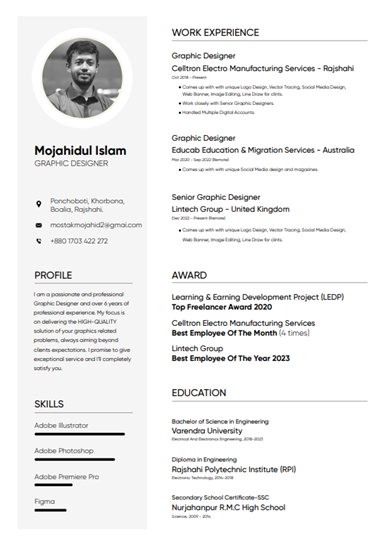 Mojahidul Islam
GRAPHIC DESIGNER
Ponchoboti, Khorbona,
Boalia, Rajshahi.
mostakmojahid2@gmai.com
+880 1703 422 272
PROFILE
I am a passionate and professional
Graphic Designer and over 6 years of
professional experience. My focus is
on delivering the HIGH-QUALITY
solution of your graphics related
problems, always aiming beyond
clients expectations. I promise to give
exceptional service and I'll completely
satisfy you.
SKILLS
Adobe Illustrator
Adobe Photoshop
Adobe Premiere Pro
Figma
WORK EXPERIENCE
Graphic Designer
Celltron Electro Manufacturing Services - Rajshahi
Oct 2018 - Present
• Comes up with with unique Logo Design, Vector Tracing, Social Media Design,
Web Banner, Image Editing, Line Draw for clints.
• Work closely with Senior Graphic Designers.
• Handled Multiple Digital Accounts.
Graphic Designer
Educab Education & Migration Services - Australia
Mar 2020 - Sep 2022 (Remote)
• Comes up with with unique Social Media design and magazines.
Senior Graphic Designer
Lintech Group - United Kingdom
Dec 2022 - Present (Remote)
• Comes up with with unique Logo Design, Vector Tracing, Social Media Design,
Web Banner, Image Editing, Line Draw for clints.
AWARD
Learning & Earning Development Project (LEDP)
Top Freelancer Award 2020
Celltron Electro Manufacturing Services
Best Employee Of The Month (4 times)
Lintech Group
Best Employee Of The Year 2023
EDUCATION
Bachelor of Science in Engineering
Varendra University
Electrical And Electronics Engineering, 2018-2023
Diploma in Engineering
Rajshahi Polytechnic Institute (RPI)
Electronics Technology, 2014-2018
Secondary School Certificate-SSC
Nurjahanpur R.M.C High School
Science, 2009 - 2014